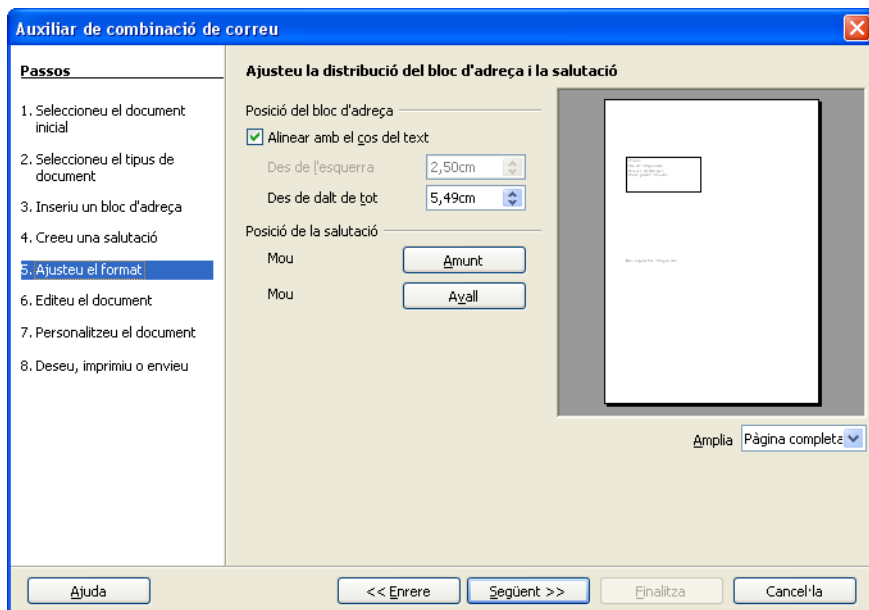 Auxiliar de combinació de correu
Passos
1. Seleccioneu el document
inicial
2. Seleccioneu el tipus de
document
3. Inseriu un bloc d'adreça
4. Creeu una salutació
5. Ajusteu el format
6. Editeu el document
7. Personalitzeu el document
8. Deseu, imprimiu o envieu
Ajusteu la distribució del bloc d'adreça i la salutació
Posició del bloc d'adreça
Alinear amb el cos del text
Des de l'esquerra 2,50cm
Des de dalt de tot 5,49cm
Posició de la salutació
Mou Amunt
Mou Avall
Amplia Pàgina completa
Ajuda << Enrere Següent >> Finalitza Cancel·la